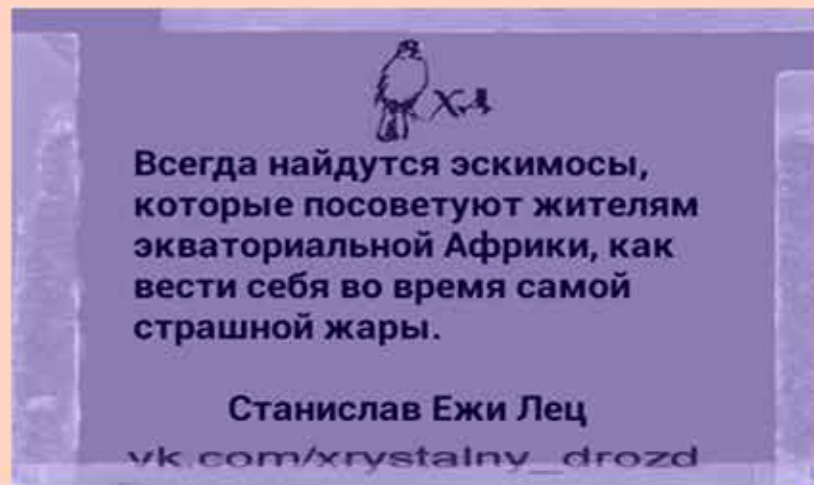 хд
Всегда найдутся эскимосы,
которые посоветуют жителям
экваториальной Африки, как
вести себя во время самой
страшной жары.
Станислав Ежи Лец
vk.com/xrystalny_drozd